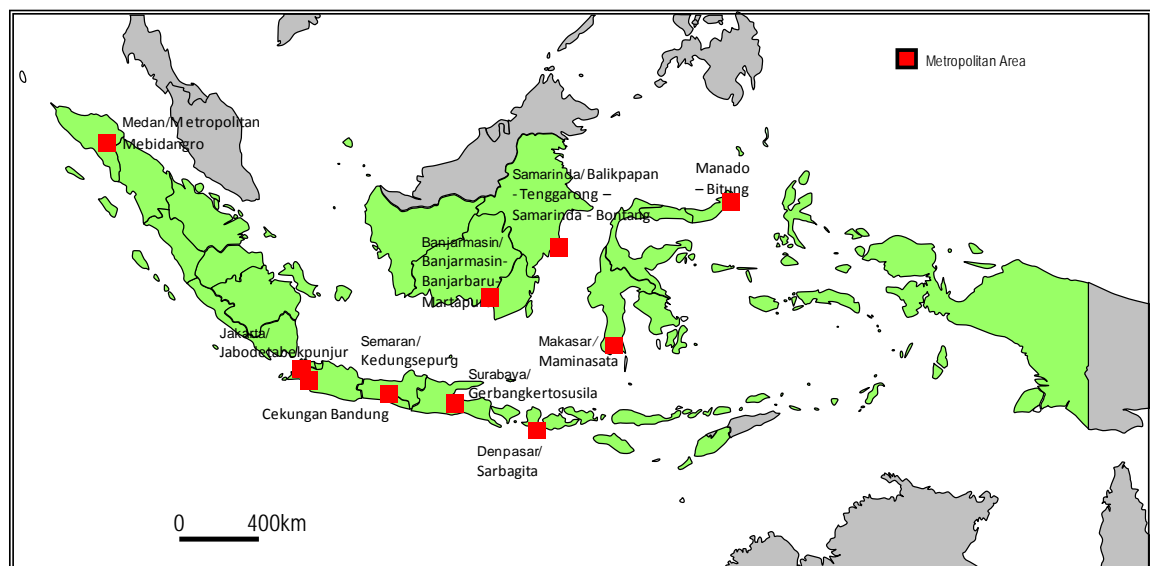 Metropolitan Area
Medan/Metropolitan
Mebidangro
Manado
– Bitung
Samarinda/Balikpapan
- Tenggarong –
Samarinda - Bontang
Banjarmasin/
Banjarmasin-
Banjarbaru-
Martapu
Jakarta/
Jabodetabekpunjur
Semaran/
Kedungsepurg
Makasar/
Maminasata
Surabaya/
Gerbangkertosusila
Cekungan Bandung
Denpasar/
Sarbagita
0 400km